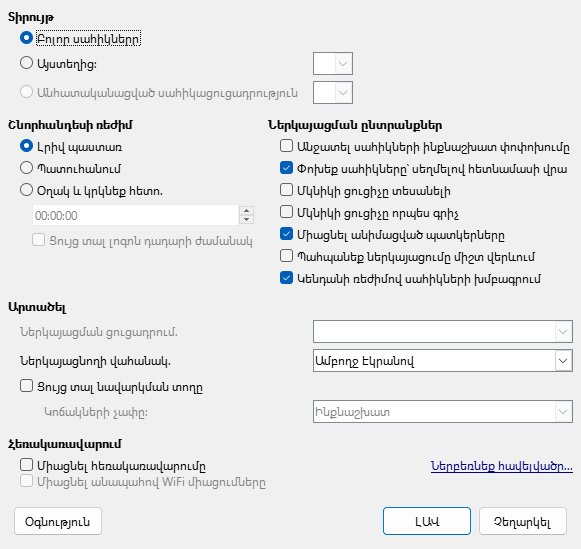 Տիրույթ
Բոլոր սահիկները
Այստեղից:
Անհատականացված սահիկացուցադրություն
Շնորհանդեսի ռեժիմ
Լրիվ պաստառ
Պատուհանում
Օղակ և կրկնեք հետո.
00:00:00
Ցույց տալ լոգոն դադարի ժամանակ
Ներկայացման ընտրանքներ
Անջատել սահիկների ինքնաշխատ փոփոխումը
Փոխեք սահիկները՝ սեղմելով հետնամասի վրա
Մկնիկի ցուցիչը տեսանելի
Մկնիկի ցուցիչը որպես գրիչ
Միացնել անիմացված պատկերները
Պահպանեք ներկայացումը միշտ վերևում
Կենդանի ռեժիմով սահիկների խմբագրում
Արտածել
Ներկայացման ցուցադրում.
Ներկայացնողի վահանակ.
Ամբողջ էկրանով
Ցույց տալ նավարկման տողը
Կոճակների չափը:
Ինքնաշխատ
Հեռակառավարում
Միացնել հեռակառավարումը
Ներբեռնեք հավելվածր...
Միացնել անապահով WiFi միացումները
Օգնություն
ԼԱՎ
Չեղարկել